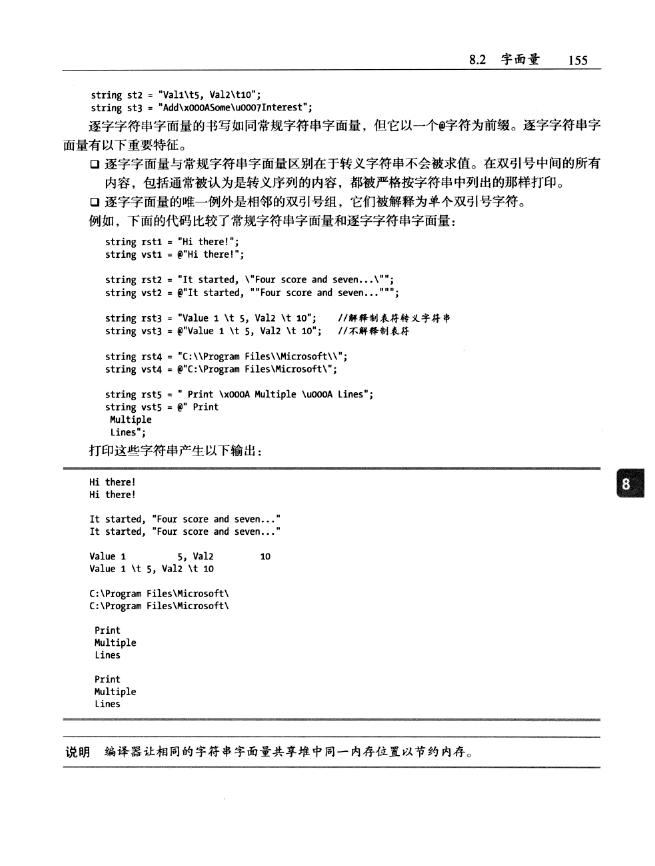 8.2 字面量 155
string st2 = "Val1\t5, Val2\t10";
string st3 = "Add\x000ASome\u0007Interest";
逐字字符串字面量的书写如同常规字符串字面量，但它以一个@字符为前缀。逐字字符串字
面量有以下重要特征。
❑ 逐字字面量与常规字符串字面量区别在于转义字符串不会被求值。在双引号中间的所有
内容，包括通常被认为是转义序列的内容，都被严格按字符串中列出的那样打印。
❑ 逐字字面量的唯一例外是相邻的双引号组，它们被解释为单个双引号字符。
例如，下面的代码比较了常规字符串字面量和逐字字符串字面量：
string rst1 = "Hi there!";
string vst1 = @"Hi there!";
string rst2 = "It started, \"Four score and seven...\"";
string vst2 = @"It started, ""Four score and seven...""";
string rst3 = "Value 1 \t 5, Val2 \t 10"; //解释制表符转义字符串
string vst3 = @"Value 1 \t 5, Val2 \t 10"; //不解释制表符
string rst4 = "C:\\Program Files\\Microsoft\\";
string vst4 = @"C:\Program Files\Microsoft\";
string rst5 = " Print \x000A Multiple \u000A Lines";
string vst5 = @" Print
Multiple
Lines";
打印这些字符串产生以下输出：
Hi there!
Hi there!
It started, "Four score and seven..."
It started, "Four score and seven..."
Value 1 5, Val2 10
Value 1 \t 5, Val2 \t 10
C:\Program Files\Microsoft\
C:\Program Files\Microsoft\
Print
Multiple
Lines
Print
Multiple
Lines
8
说明 编译器让相同的字符串字面量共享堆中同一内存位置以节约内存。